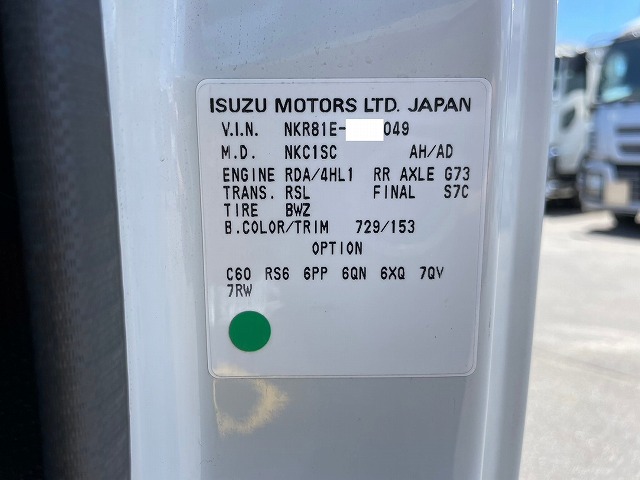 ISUZU MOTORS LTD. JAPAN
V.I.N. NKR81E- 049
M.D. NKC1SC AH/AD
ENGINE RDA/4HL1 RR AXLE G73
TRANS. RSL FINAL S7C
TIRE BWZ
B.COLOR/TRIM 729/153
OPTION
C60 RS6 6PP 6QN 6XQ 7QV
7RW